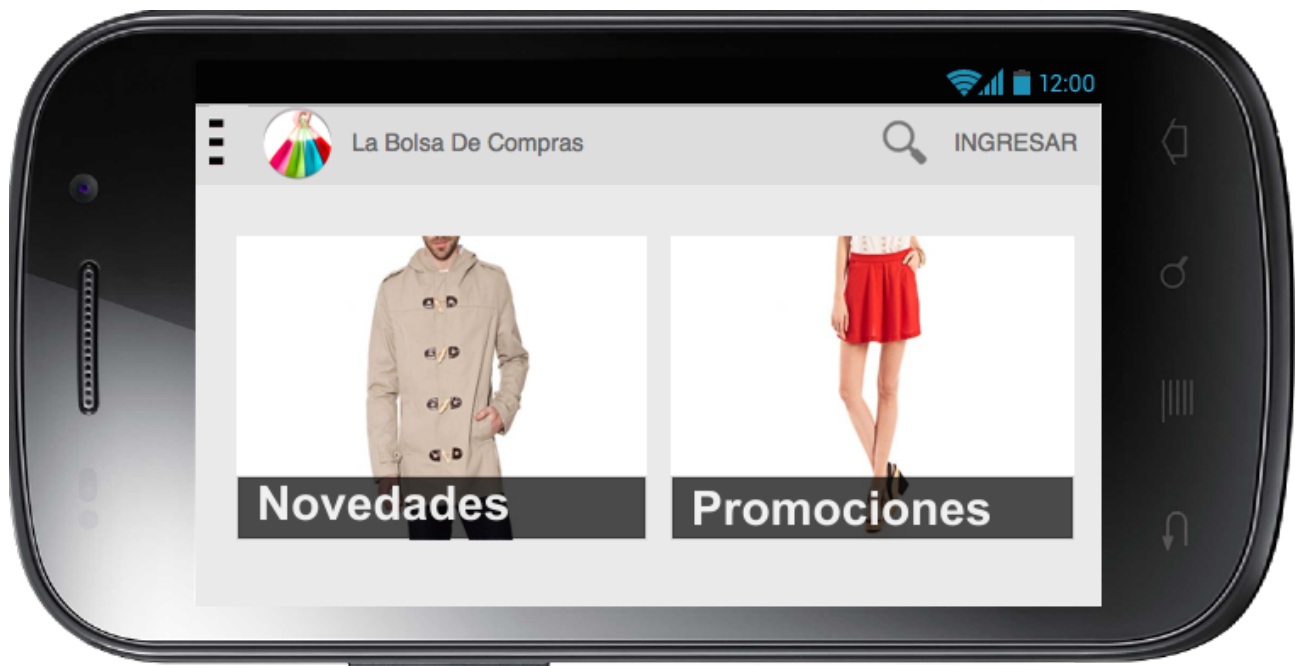 12:00
La Bolsa De Compras
INGRESAR
Novedades
Promociones